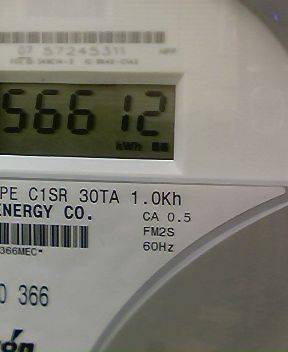 07 57245311
56612
kWh
PE C1SR 30TA 1.0Kh
ENERGY CO.
CA 0.5
FM2S
60Hz
366MEC*
0 366
rón